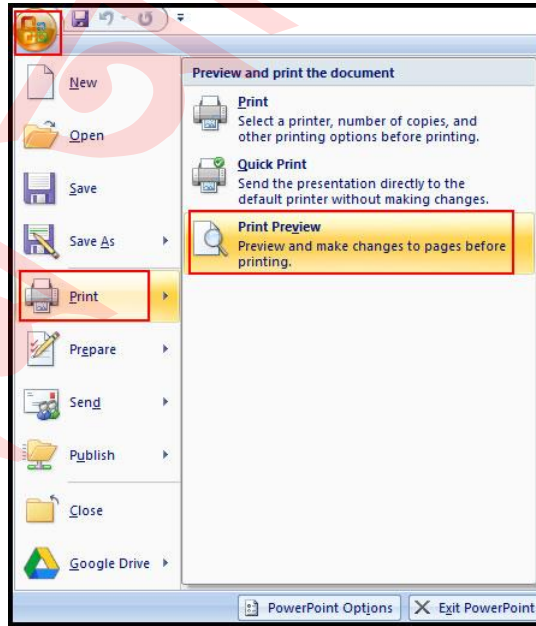 New
Open
Save
Save As
Print
Prepare
Send
Publish
Close
Google Drive
Preview and print the document
Print
Select a printer, number of copies, and
other printing options before printing.
Quick Print
Send the presentation directly to the
default printer without making changes.
Print Preview
Preview and make changes to pages before
printing.
PowerPoint Options
Exit PowerPoint